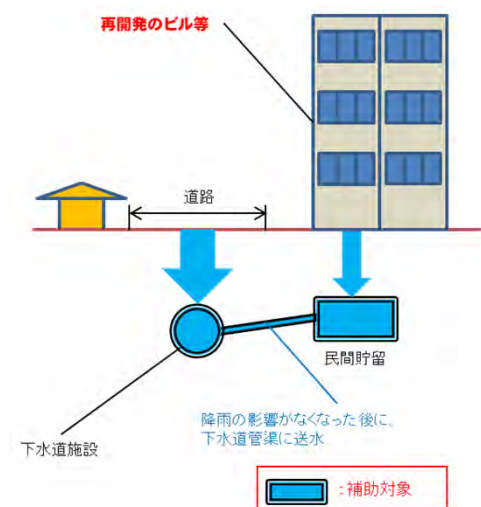 再開発のビル等
道路
民間貯留
降雨の影響がなくなった後に、
下水道管渠に送水
下水道施設
：補助対象